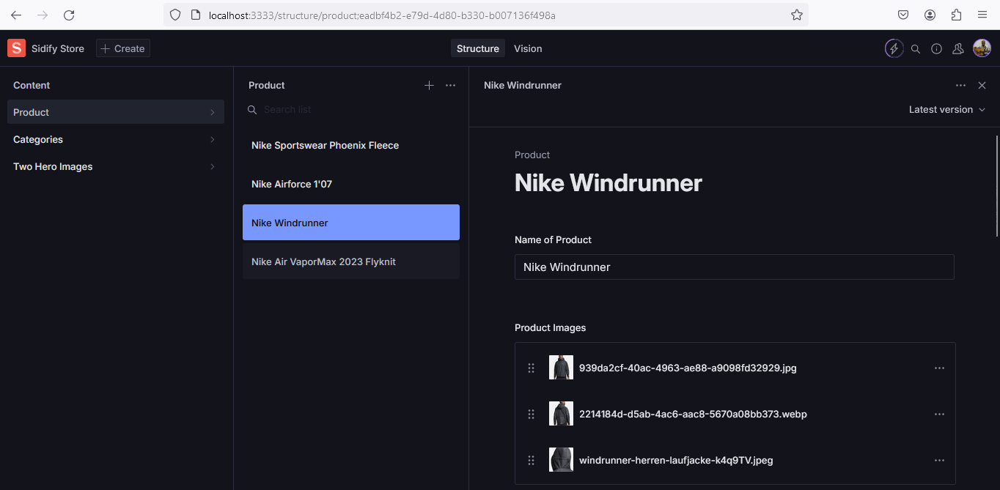 localhost:3333/structure/product;eadbf4b2-e79d-4d80-b330-b007136f498a
S Sidify Store
Create
Structure
Vision
Content
Product
Categories
Two Hero Images
Product
Search list
Nike Sportswear Phoenix Fleece
Nike Airforce 1'07
Nike Windrunner
Nike Air VaporMax 2023 Flyknit
Nike Windrunner
Latest version
Product
Nike Windrunner
Name of Product
Nike Windrunner
Product Images
939da2cf-40ac-4963-ae88-a9098fd32929.jpg
2214184d-d5ab-4ac6-aac8-5670a08bb373.webp
windrunner-herren-laufjacke-k4q9TV.jpeg